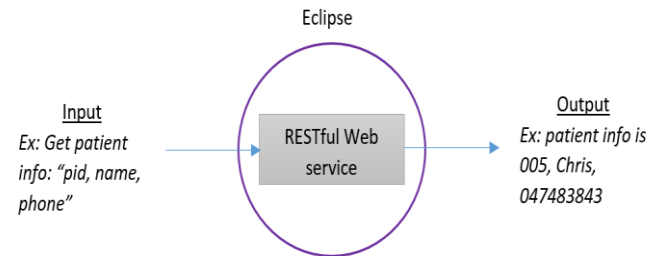 Eclipse
Input
Ex: Get patient
info: “pid, name,
phone”
RESTful Web
service
Output
Ex: patient info is
005, Chris,
047483843